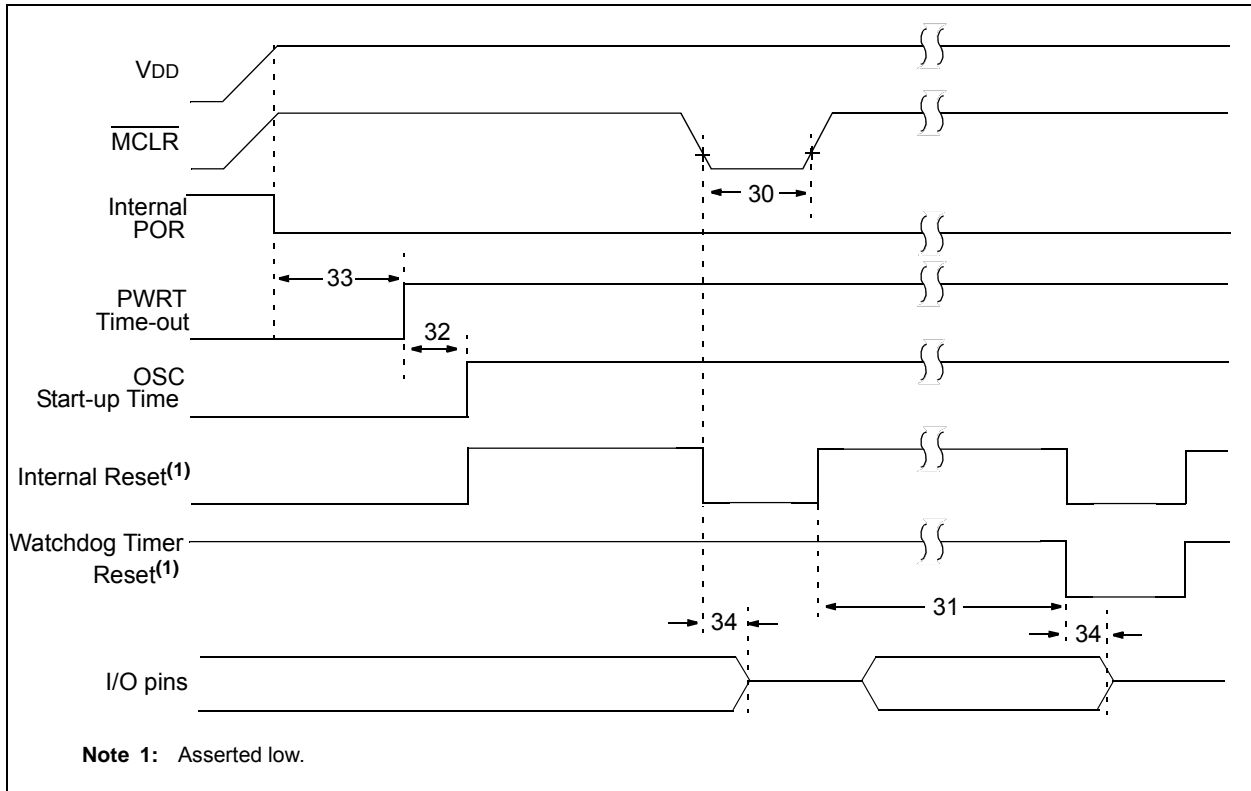 VDD
MCLR
30
Internal
POR
33
PWRT
Time-out
32
OSC
Start-up Time
Internal Reset(1)
Watchdog Timer
Reset(1)
31
34
34
I/O pins
Note 1: Asserted low.